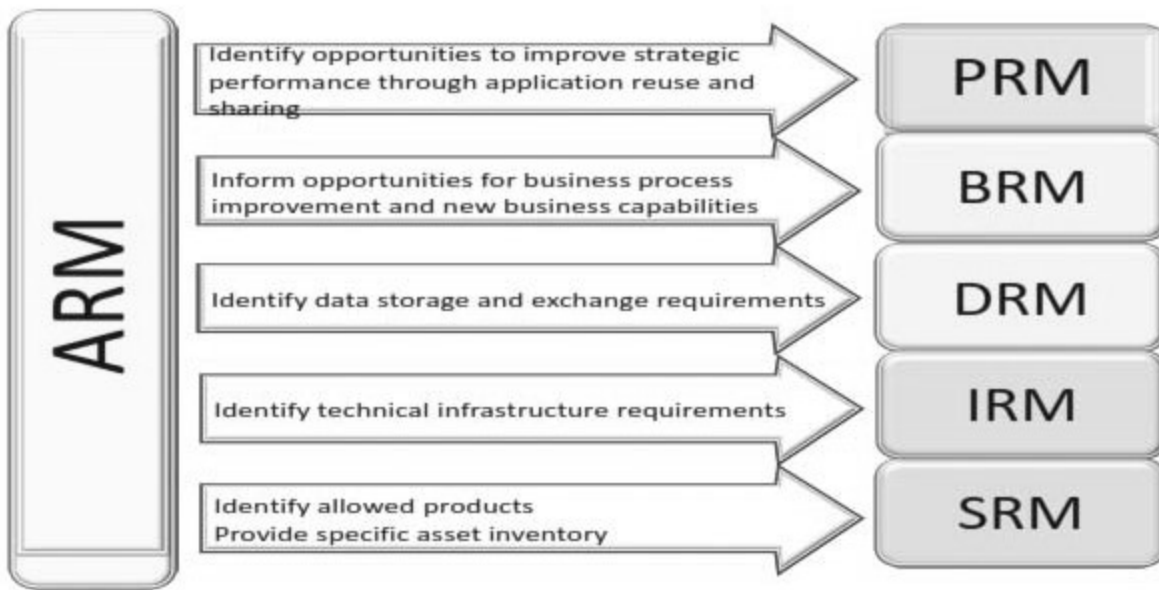 ARM
Identify opportunities to improve strategic
performance through application reuse and
sharing
PRM
Inform opportunities for business process
improvement and new business capabilities
BRM
Identify data storage and exchange requirements
DRM
Identify technical infrastructure requirements
IRM
Identify allowed products
Provide specific asset inventory
SRM